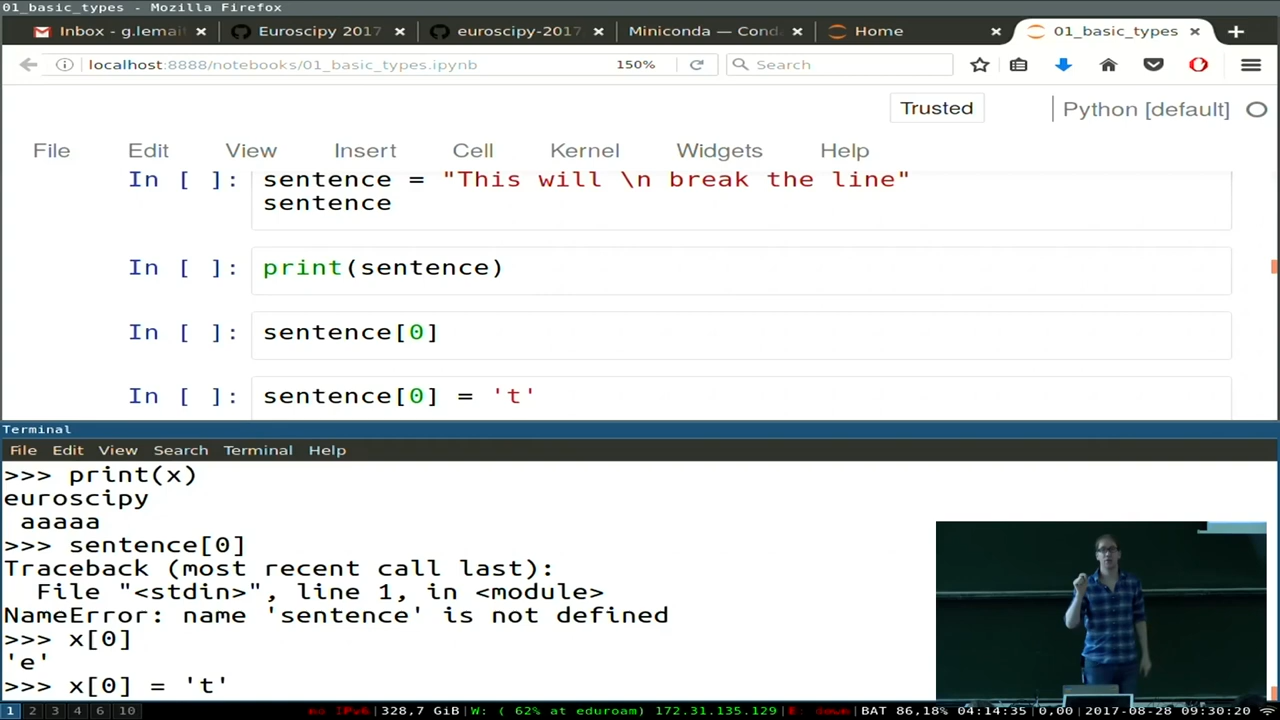 01_basic_types - Mozilla Firefox
Inbox - g.lemait × Euroscipy 2017 × euroscipy-2017 × Miniconda — Cond × Home × 01_basic_types × +
localhost:8888/notebooks/01_basic_types.ipynb 150% Search
Trusted Python [default]
File Edit View Insert Cell Kernel Widgets Help
In [ ]: sentence = "This will \n break the line"
sentence
In [ ]: print(sentence)
In [ ]: sentence[0]
In [ ]: sentence[0] = 't'
Terminal
File Edit View Search Terminal Help
>>> print(x)
euroscipy
 aaaaa
>>> sentence[0]
Traceback (most recent call last):
  File "<stdin>", line 1, in <module>
NameError: name 'sentence' is not defined
>>> x[0]
'e'
>>> x[0] = 't'
1 2 3 4 6 10 no IPv6|328,7 GiB|W: ( 62% at eduroam) 172.31.135.129|E: down|BAT 86,18% 04:14:35|0,00|2017-08-28 09:30:20